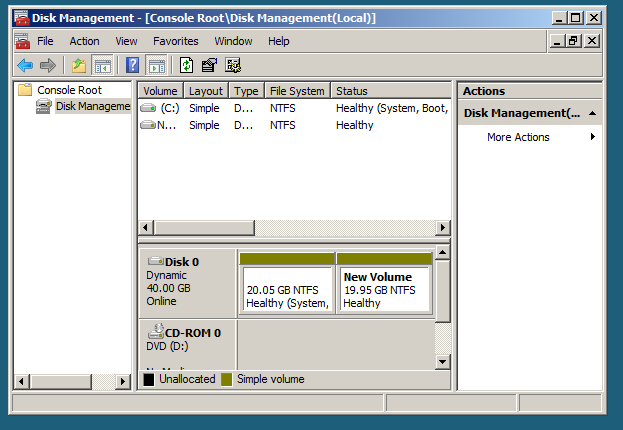 Disk Management - [Console Root\Disk Management(Local)]
File Action View Favorites Window Help
Console Root
Disk Manageme
Volume Layout Type File System Status
(C:) Simple D... NTFS Healthy (System, Boot,
N... Simple D... NTFS Healthy
Actions
Disk Management(...
More Actions
Disk 0
Dynamic
40.00 GB
Online
20.05 GB NTFS
Healthy (System,
New Volume
19.95 GB NTFS
Healthy
CD-ROM 0
DVD (D:)
Unallocated Simple volume